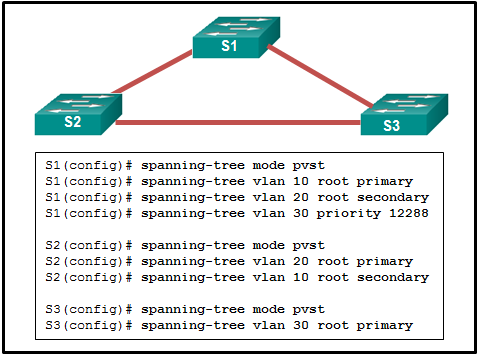 S1
S2
S3
S1(config)# spanning-tree mode pvst
S1(config)# spanning-tree vlan 10 root primary
S1(config)# spanning-tree vlan 20 root secondary
S1(config)# spanning-tree vlan 30 priority 12288
S2(config)# spanning-tree mode pvst
S2(config)# spanning-tree vlan 20 root primary
S2(config)# spanning-tree vlan 10 root secondary
S3(config)# spanning-tree mode pvst
S3(config)# spanning-tree vlan 30 root primary